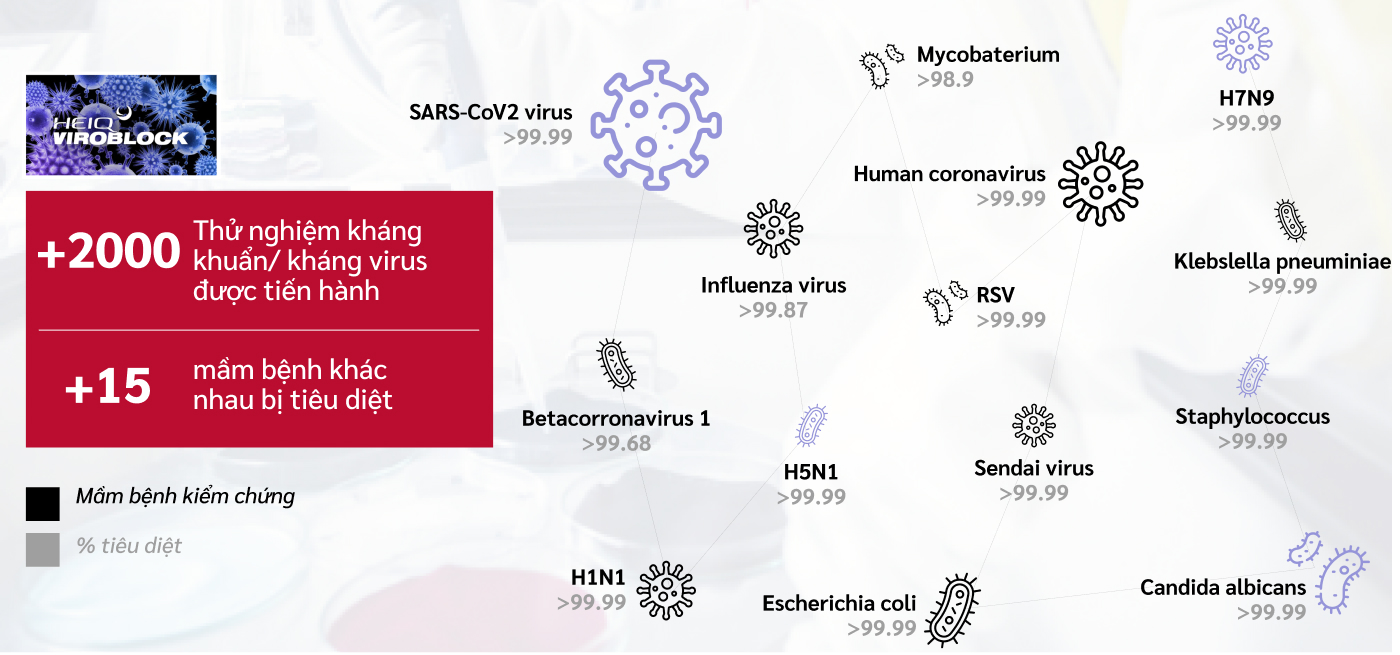 HEIQ
VIROBLOCK
+2000
Thử nghiệm kháng
khuẩn/ kháng virus
được tiến hành
+15
mầm bệnh khác
nhau bị tiêu diệt
Mầm bệnh kiểm chứng
% tiêu diệt
SARS-CoV2 virus
>99.99
Mycobaterium
>98.9
H7N9
>99.99
Human coronavirus
>99.99
Influenza virus
>99.87
RSV
>99.99
Klebslella pneuminiae
>99.99
Betacorronavirus 1
>99.68
H5N1
>99.99
Sendai virus
>99.99
Staphylococcus
>99.99
H1N1
>99.99
Escherichia coli
>99.99
Candida albicans
>99.99